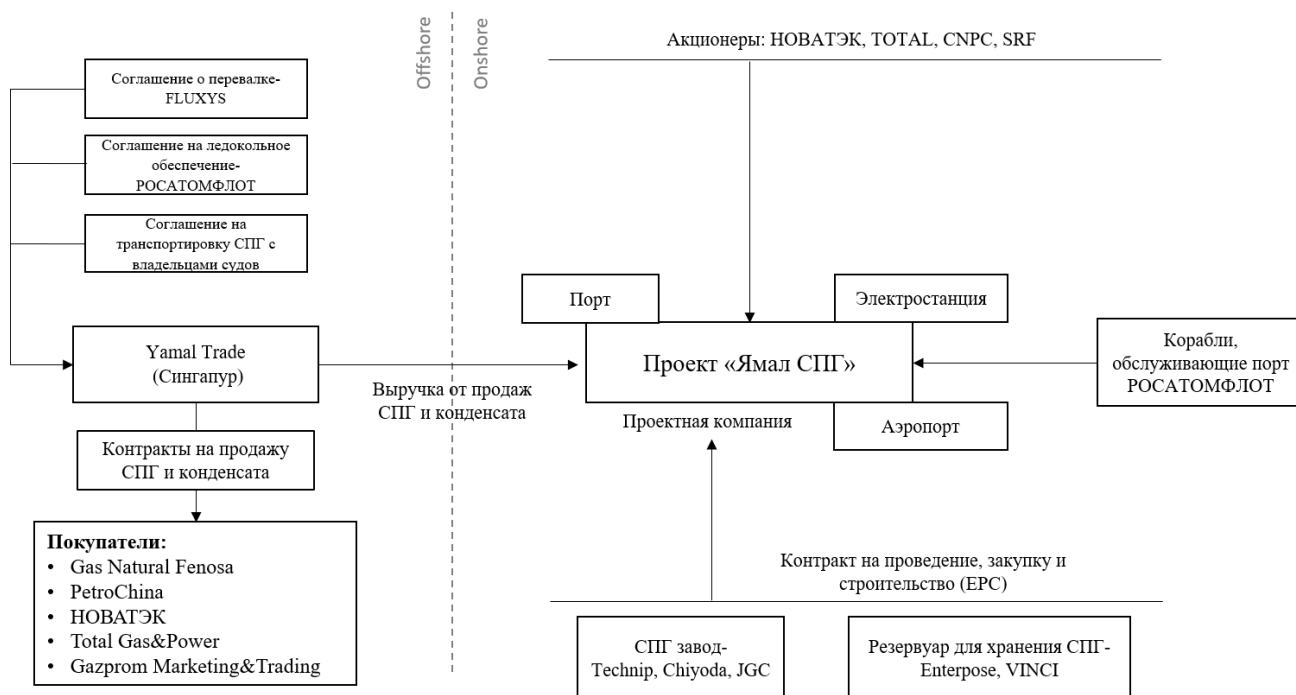 Offshore
Onshore
Акционеры: НОВАТЭК, TOTAL, CNPC, SRF
Соглашение о перевалке-
FLUXYS
Соглашение на ледокольное
обеспечение-
РОСАТОМФЛОТ
Соглашение на
транспортировку СПГ с
владельцами судов
Yamal Trade
(Сингапур)
Выручка от продаж
СПГ и конденсата
Порт
Электростанция
Проект «Ямал СПГ»
Аэропорт
Проектная компания
Корабли,
обслуживающие порт
РОСАТОМФЛОТ
Контракты на продажу
СПГ и конденсата
Покупатели:
• Gas Natural Fenosa
• PetroChina
• НОВАТЭК
• Total Gas&Power
• Gazprom Marketing&Trading
Контракт на проведение, закупку и
строительство (EPC)
СПГ завод-
Technip, Chiyoda, JGC
Резервуар для хранения СПГ-
Enterpose, VINCI